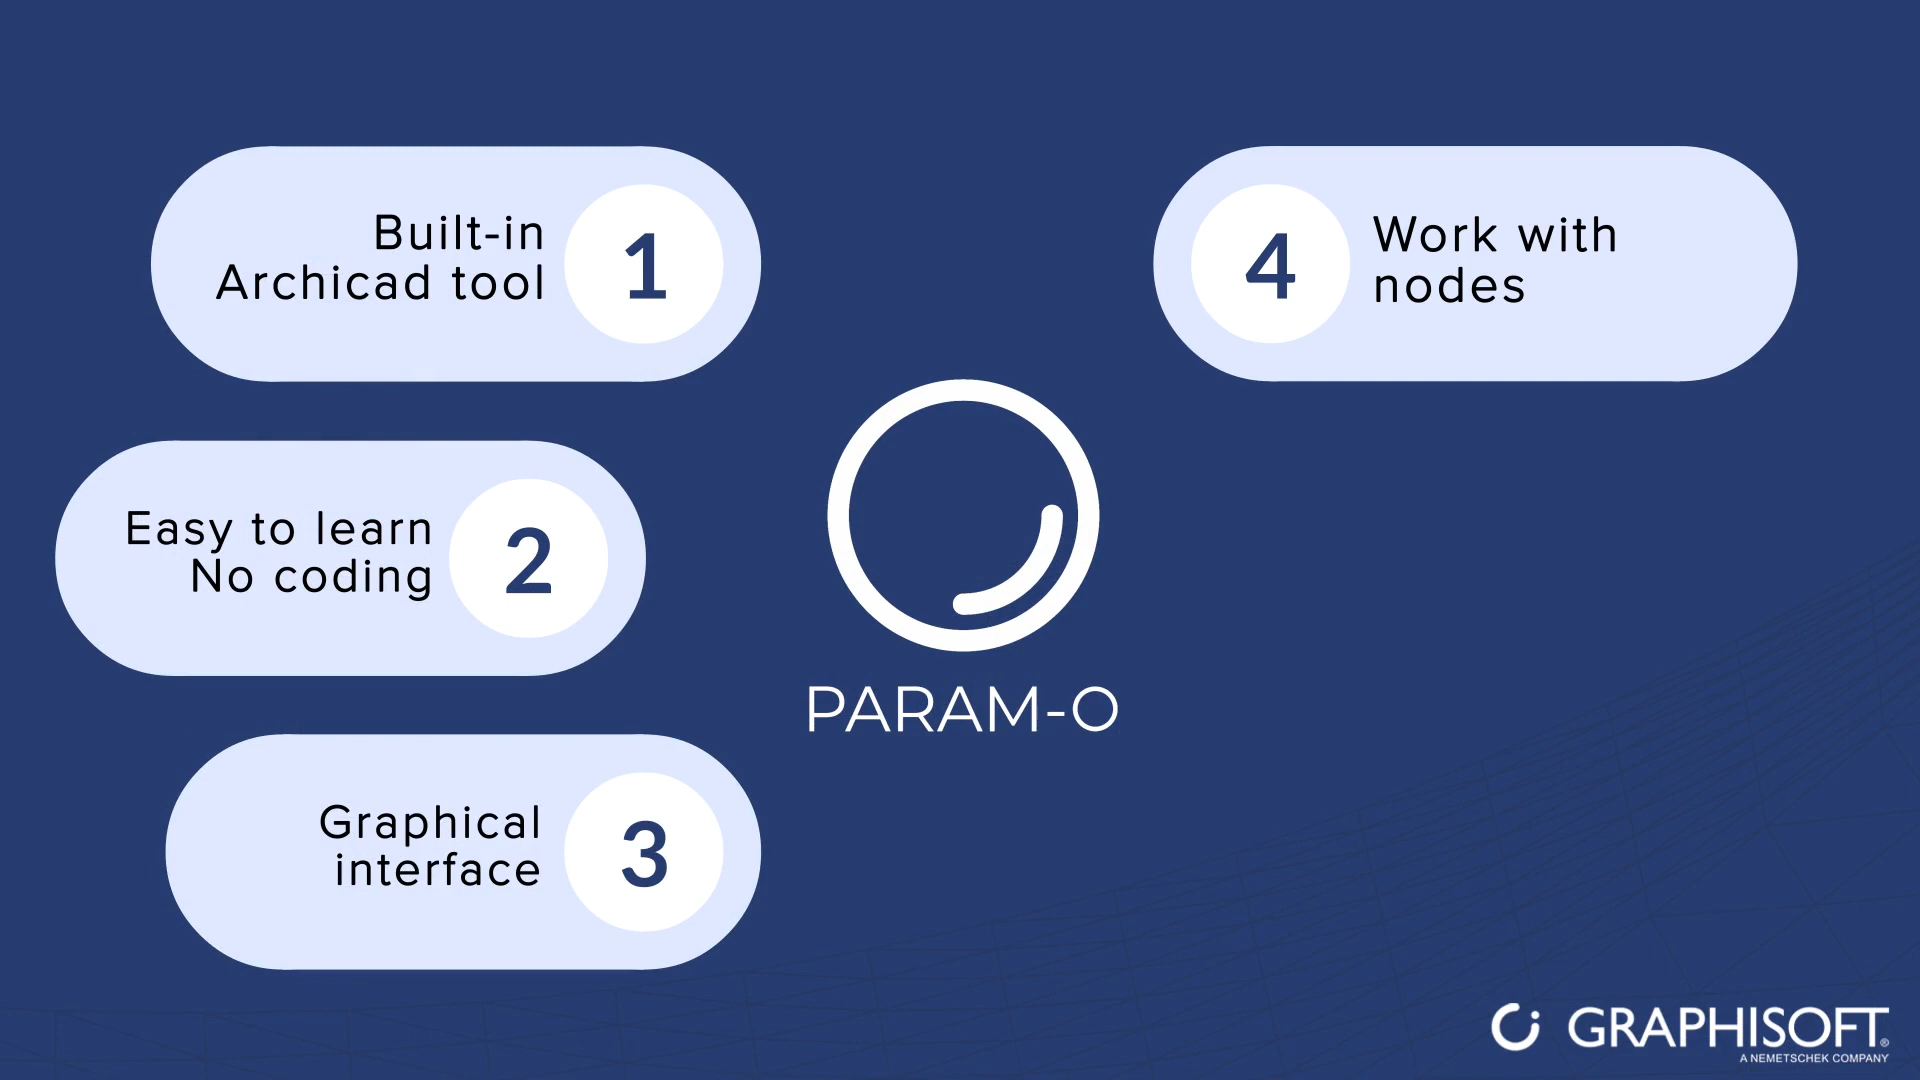 Built-in
Archicad tool
1
Easy to learn
No coding
2
Graphical
interface
3
4
Work with
nodes
PARAM-O
GRAPHISOFT®
A NEMETSCHEK COMPANY